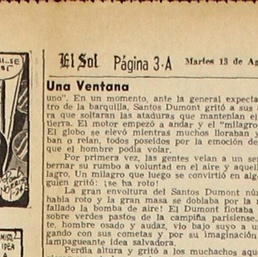 El Sol Página 3-A Martes 13 de Ag
Una Ventana
uno". En un momento, ante la general expecta
tro de la barquilla, Santos Dumont gritó a sus a
ra que soltaran las ataduras que mantenían el
tierra. El motor empezó a andar y el "milagro
El globo se elevó mientras muchos lloraban y
ban o reían, todos poseídos por la emoción de
que el hombre podía volar.
Por primera vez, las gentes veían a un ser
bernar su rumbo a voluntad en el aire y aquell
lagro. Un milagro que luego se convirtió en alg
guien gritó: ¡se ha roto!
La gran envoltura del Santos Dumont nú
había roto y la gran masa se doblaba por la m
fallado la bomba de aire! El Dumont flotaba
sobre verdes pastos de la campiña parisiense.
te, hombre osado y audaz, vio bajo suyo a un
gando con sus cometas y por su imaginación
lampagueante idea salvadora.
Perdía altura y gritó a los muchachos aque
IDEA